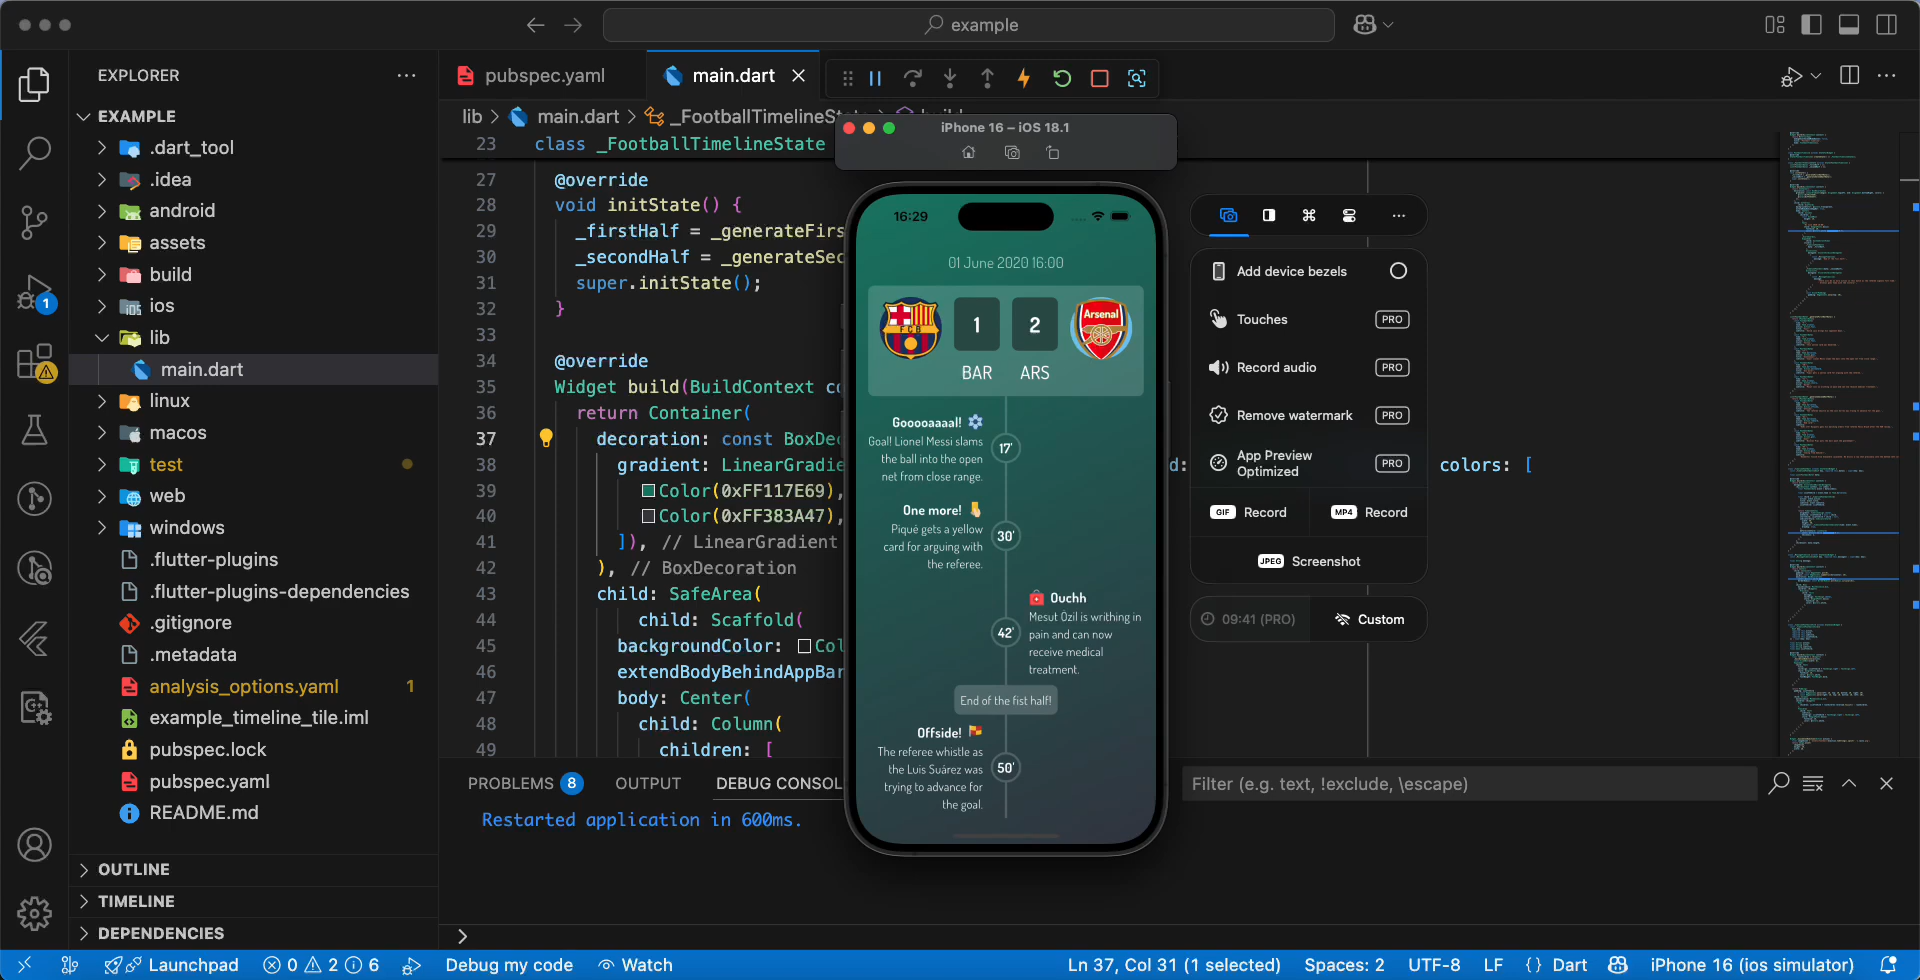 example
EXPLORER
EXAMPLE
.dart_tool
.idea
android
assets
build
ios
lib
main.dart
linux
macos
test
web
windows
.flutter-plugins
.flutter-plugins-dependencies
.gitignore
.metadata
analysis_options.yaml 1
example_timeline_tile.iml
pubspec.lock
pubspec.yaml
README.md
OUTLINE
TIMELINE
DEPENDENCIES
1
pubspec.yaml
main.dart
lib > main.dart > _FootballTimelineState
23 class _FootballTimelineState
27 @override
28 void initState() {
29 _firstHalf = _generateFirs
30 _secondHalf = _generateSec
31 super.initState();
32 }
33
34 @override
35 Widget build(BuildContext co
36 return Container(
37 decoration: const BoxDec
38 gradient: LinearGradie d: colors: [
39 Color(0xFF117E69),
40 Color(0xFF383A47),
41 ]), // LinearGradient
42 ), // BoxDecoration
43 child: SafeArea(
44 child: Scaffold(
45 backgroundColor: Col
46 extendBodyBehindAppBar
47 body: Center(
48 child: Column(
49 children: [
iPhone 16 – iOS 18.1
16:29
01 June 2020 16:00
FCB
1
2
Arsenal
BAR
ARS
Gooooaaaal!
Goal! Lionel Messi slams
the ball into the open
net from close range.
17'
One more!
Piqué gets a yellow
card for arguing with
the referee.
30'
Ouchh
Mesut Özil is writhing in
pain and can now
receive medical
treatment.
42'
End of the fist half!
Offside!
The referee whistle as
the Luis Suárez was
trying to advance for
the goal.
50'
Add device bezels
Touches PRO
Record audio PRO
Remove watermark PRO
App Preview
Optimized PRO
GIF Record
MP4 Record
JPEG Screenshot
09:41 (PRO)
Custom
PROBLEMS 8
OUTPUT
DEBUG CONSOL
Filter (e.g. text, !exclude, \escape)
Restarted application in 600ms.
Launchpad
0 2 6
Debug my code
Watch
Ln 37, Col 31 (1 selected)
Spaces: 2
UTF-8
LF
{} Dart
iPhone 16 (ios simulator)